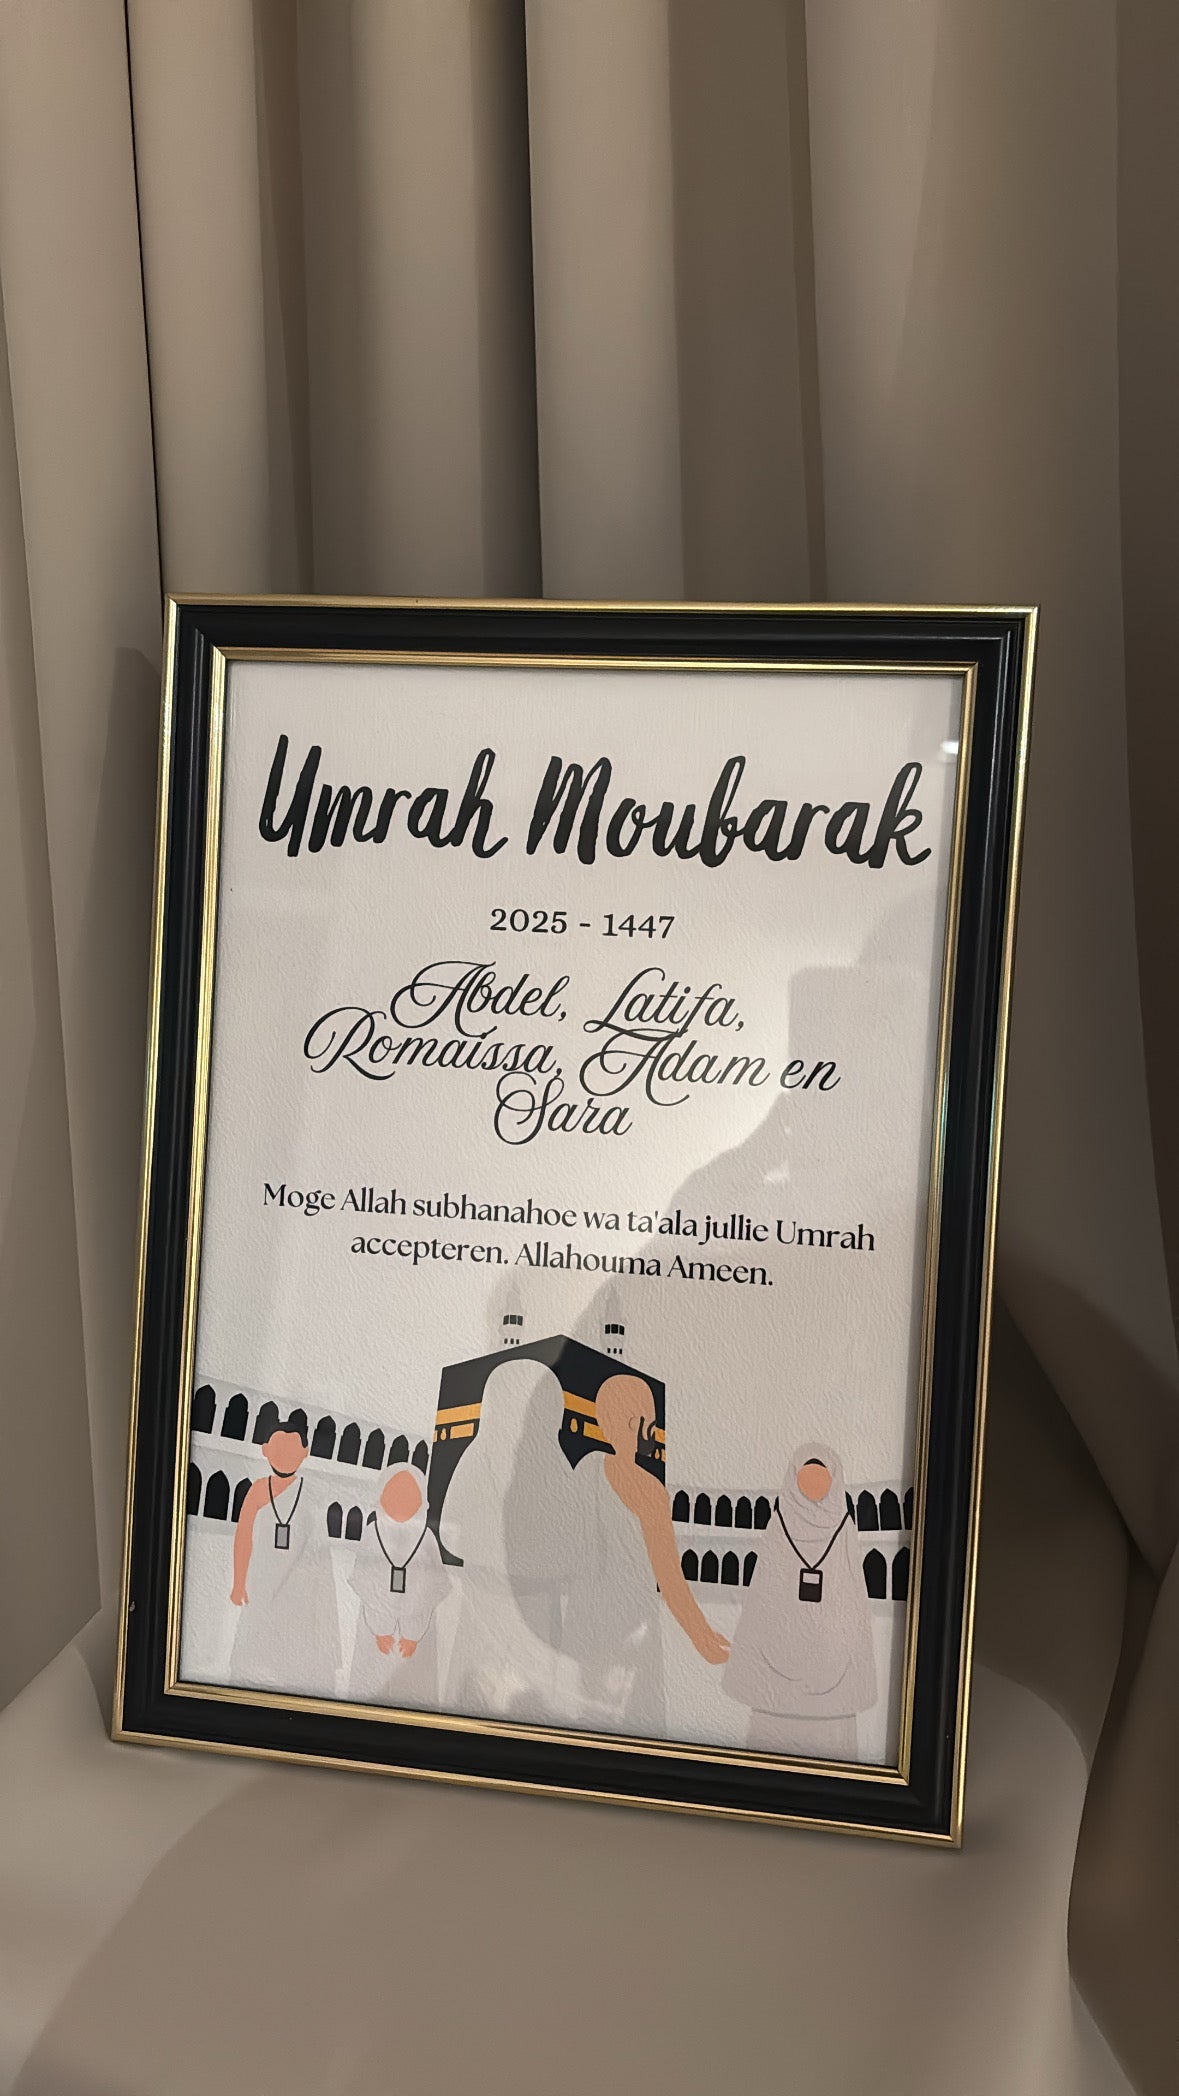 Umrah Moubarak
2025 - 1447
Abdel, Latifa,
Romaissa, Adam en
Sara
Moge Allah subhanahoe wa ta'ala jullie Umrah
accepteren. Allahouma Ameen.